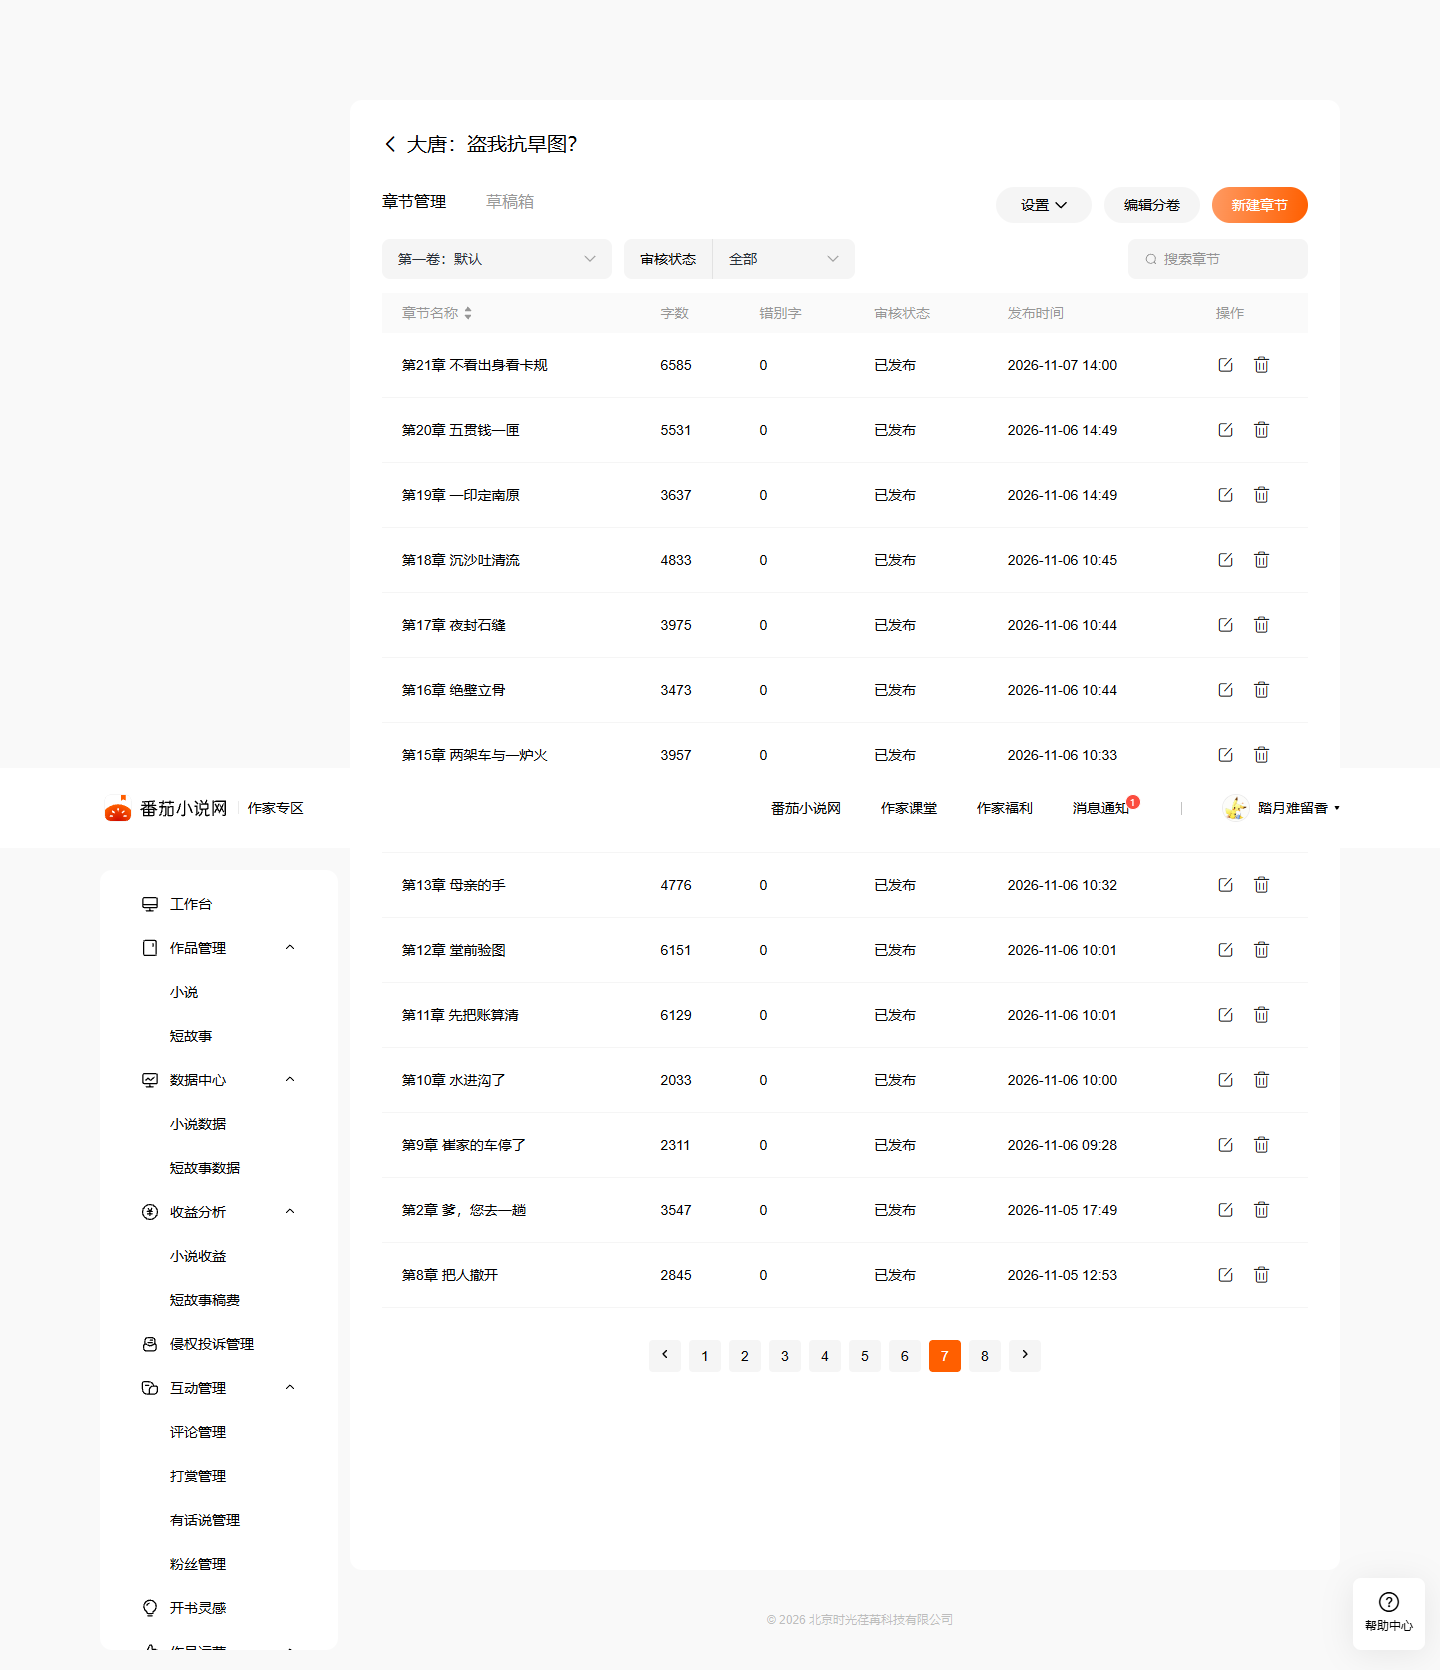 大唐：盗我抗旱图？
章节管理
草稿箱
设置
编辑分卷
新建章节
第一卷：默认
审核状态
全部
搜索章节
章节名称 字数 错别字 审核状态 发布时间 操作
第21章 不看出身看卡规 6585 0 已发布 2026-11-07 14:00
第20章 五贯钱一匣 5531 0 已发布 2026-11-06 14:49
第19章 一印定南原 3637 0 已发布 2026-11-06 14:49
第18章 沉沙吐清流 4833 0 已发布 2026-11-06 10:45
第17章 夜封石缝 3975 0 已发布 2026-11-06 10:44
第16章 绝壁立骨 3473 0 已发布 2026-11-06 10:44
第15章 两架车与一炉火 3957 0 已发布 2026-11-06 10:33
番茄小说网
作家专区
番茄小说网
作家课堂
作家福利
消息通知
1
踏月难留香
第13章 母亲的手 4776 0 已发布 2026-11-06 10:32
第12章 堂前验图 6151 0 已发布 2026-11-06 10:01
第11章 先把账算清 6129 0 已发布 2026-11-06 10:01
第10章 水进沟了 2033 0 已发布 2026-11-06 10:00
第9章 崔家的车停了 2311 0 已发布 2026-11-06 09:28
第2章 爹，您去一趟 3547 0 已发布 2026-11-05 17:49
第8章 把人撤开 2845 0 已发布 2026-11-05 12:53
1 2 3 4 5 6 7 8
工作台
作品管理
小说
短故事
数据中心
小说数据
短故事数据
收益分析
小说收益
短故事稿费
侵权投诉管理
互动管理
评论管理
打赏管理
有话说管理
粉丝管理
开书灵感
© 2026 北京时光荏苒科技有限公司
帮助中心